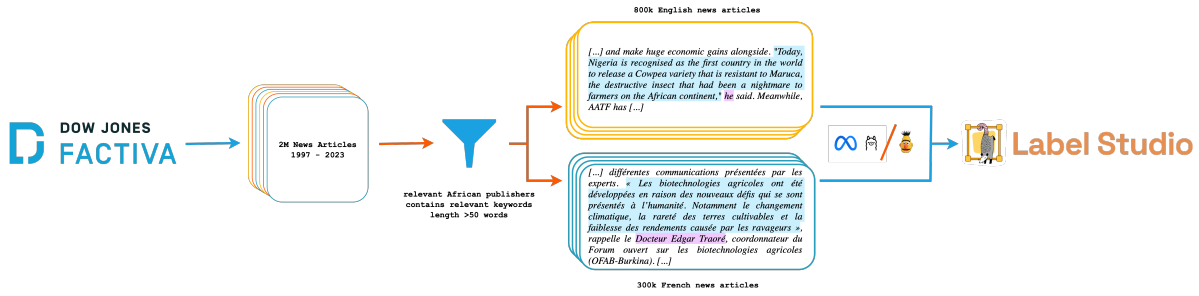 DOW JONES
FACTIVA
2M News Articles
1997 - 2023
relevant African publishers
contains relevant keywords
length >50 words
800k English news articles
[...] and make huge economic gains alongside. "Today,
Nigeria is recognised as the first country in the world
to release a Cowpea variety that is resistant to Maruca,
the destructive insect that had been a nightmare to
farmers on the African continent," he said. Meanwhile,
AATF has [...]
[...] différentes communications présentées par les
experts. « Les biotechnologies agricoles ont été
développées en raison des nouveaux défis qui se sont
présentés à l'humanité. Notamment le changement
climatique, la rareté des terres cultivables et la
faiblesse des rendements causée par les ravageurs »,
rappelle le Docteur Edgar Traoré, coordonnateur du
Forum ouvert sur les biotechnologies agricoles
(OFAB-Burkina). [...]
300k French news articles
Label Studio